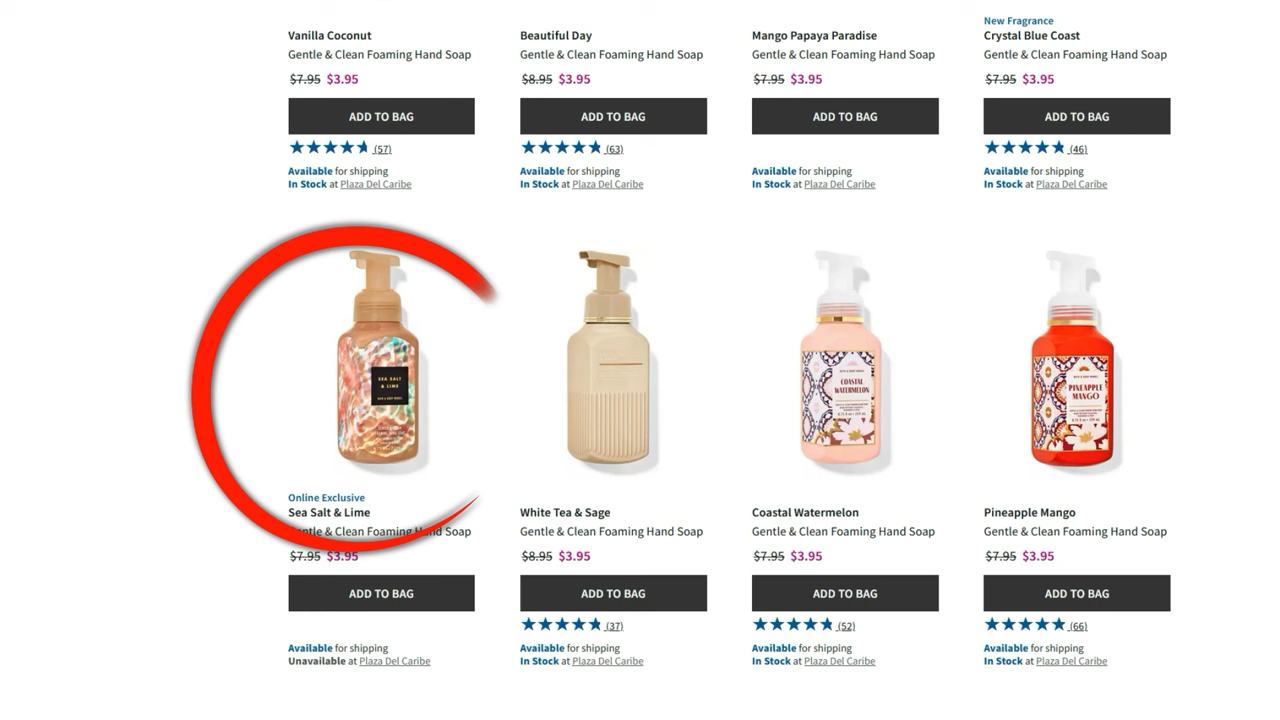 New Fragrance
Vanilla Coconut
Beautiful Day
Mango Papaya Paradise
Crystal Blue Coast
Gentle & Clean Foaming Hand Soap
Gentle & Clean Foaming Hand Soap
Gentle & Clean Foaming Hand Soap
Gentle & Clean Foaming Hand Soap
$7.95 $3.95
$8.95 $3.95
$7.95 $3.95
$7.95 $3.95
ADD TO BAG
ADD TO BAG
ADD TO BAG
ADD TO BAG
(57)
(63)
(46)
Available for shipping
Available for shipping
Available for shipping
Available for shipping
In Stock at Plaza Del Caribe
In Stock at Plaza Del Caribe
In Stock at Plaza Del Caribe
In Stock at Plaza Del Caribe
SEA SALT
& LIME
COASTAL
WATERMELON
PINEAPPLE
MANGO
Online Exclusive
Sea Salt & Lime
White Tea & Sage
Coastal Watermelon
Pineapple Mango
Gentle & Clean Foaming Hand Soap
Gentle & Clean Foaming Hand Soap
Gentle & Clean Foaming Hand Soap
Gentle & Clean Foaming Hand Soap
$7.95 $3.95
$8.95 $3.95
$7.95 $3.95
$7.95 $3.95
ADD TO BAG
ADD TO BAG
ADD TO BAG
ADD TO BAG
(37)
(52)
(66)
Available for shipping
Available for shipping
Available for shipping
Available for shipping
Unavailable at Plaza Del Caribe
In Stock at Plaza Del Caribe
In Stock at Plaza Del Caribe
In Stock at Plaza Del Caribe